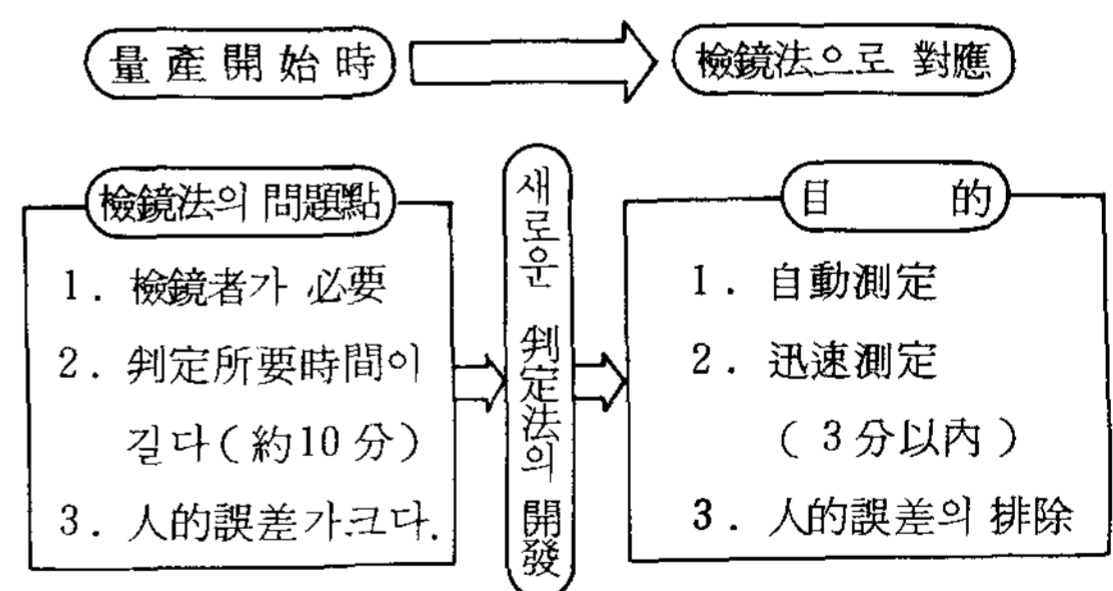 量產開始時
檢鏡法으로 對應
檢鏡法의 問題點
1. 檢鏡者가 必要
2. 判定所要時間이
길다(約10分)
3. 人的誤差가크다.
새로운 判定法의 開發
目 的
1. 自動測定
2. 迅速測定
(3分以內)
3. 人的誤差의 排除